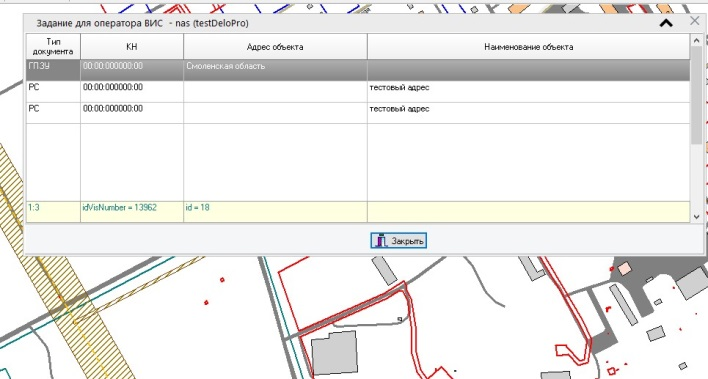 Задание для оператора ВИС - nas (testDeloPro)
Тип документа КН Адрес объекта Наименование объекта
ГПЗУ 00:00:000000:00 Смоленская область
РС 00:00:000000:00 тестовый адрес
РС 00:00:000000:00 тестовый адрес
1:3 idVisNumber = 13962 id = 18
Закрыть